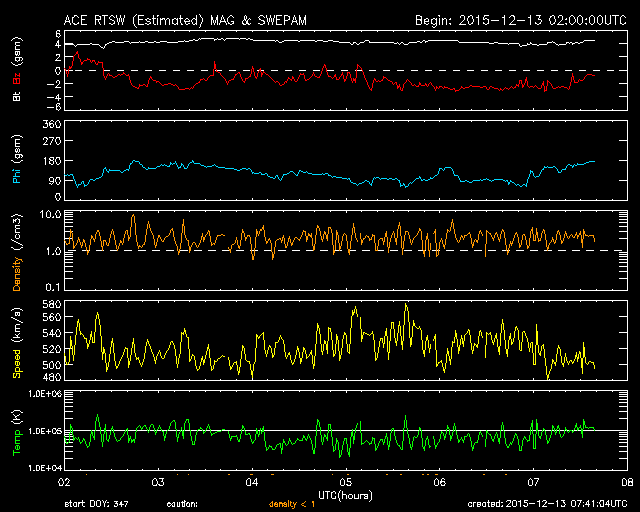 ACE RTSW (Estimated) MAG & SWEPAM Begin: 2015-12-13 02:00:00UTC
Bt Bz (gsm)
6
4
2
0
-2
-4
-6
Phi (gsm)
360
270
180
90
0
Density (/cm3)
10.0
1.0
0.1
Speed (km/s)
580
560
540
520
500
480
Temp (K)
1.0E+06
1.0E+05
1.0E+04
02 03 04 05 06 07 08
UTC(hours)
start DOY: 347 caution: density < 1 created: 2015-12-13 07:41:04UTC